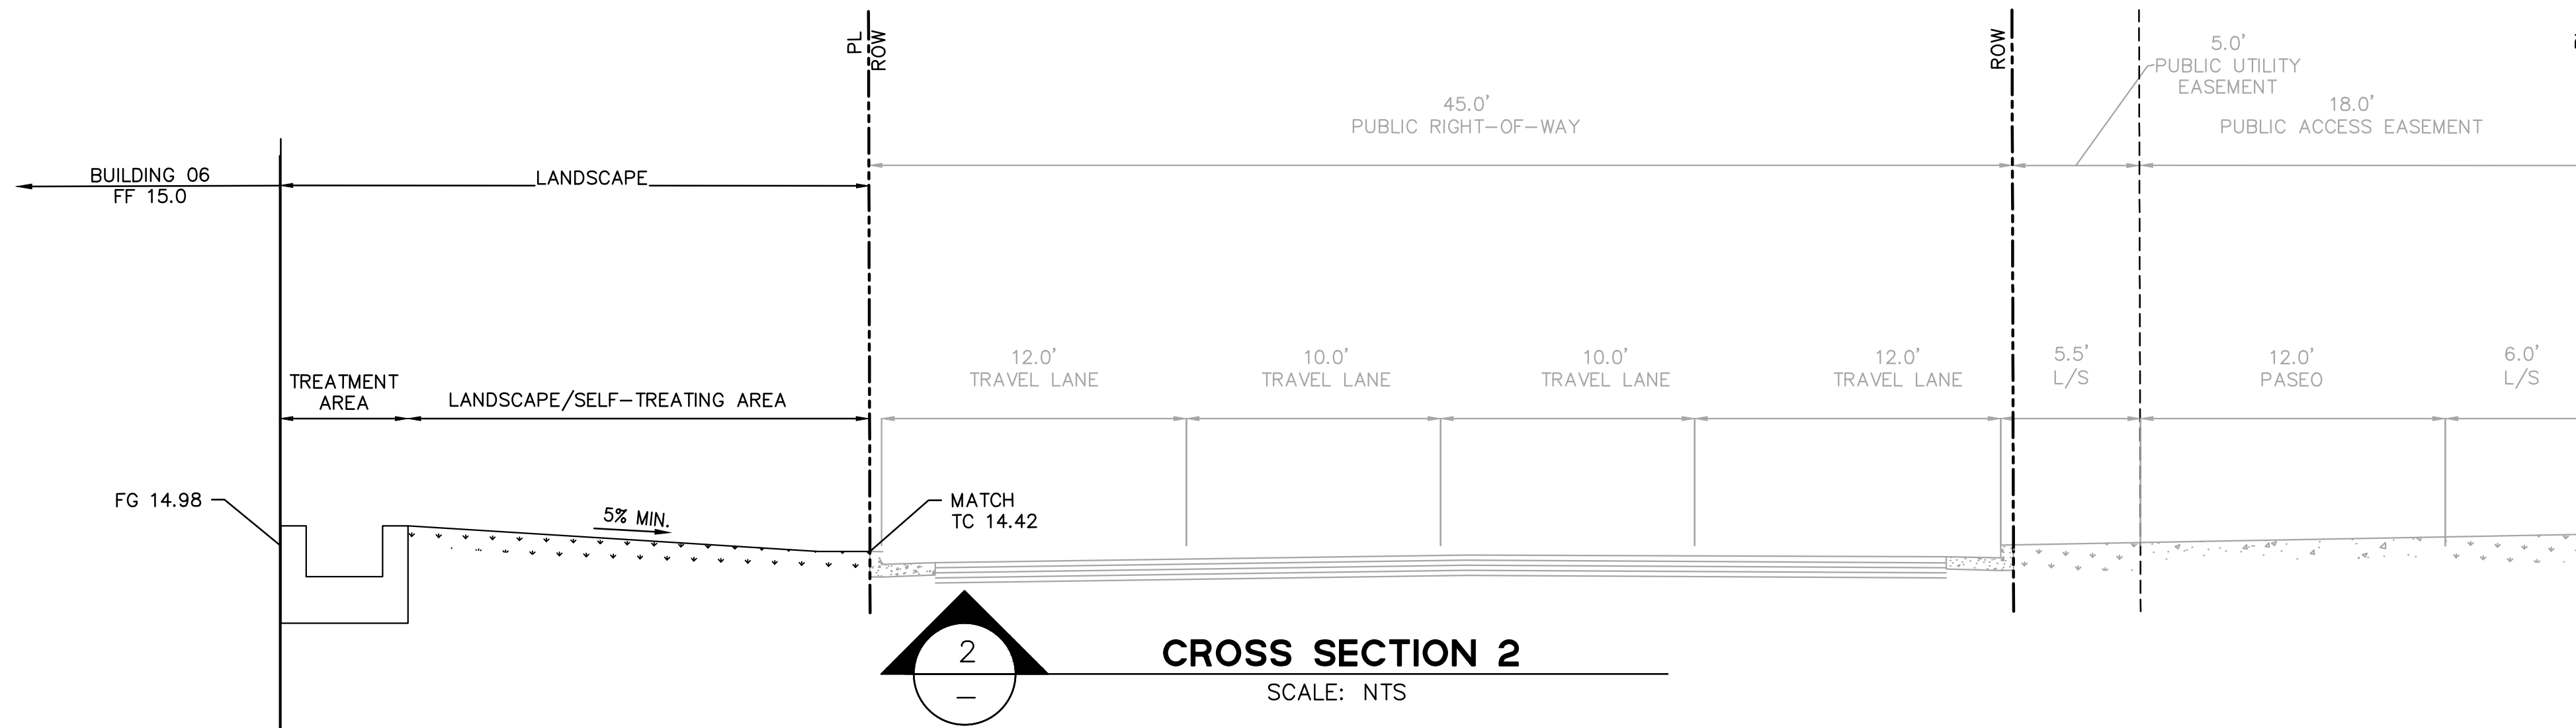 PL
ROW
ROW
5.0'
PUBLIC UTILITY
EASEMENT
45.0'
PUBLIC RIGHT-OF-WAY
18.0'
PUBLIC ACCESS EASEMENT
BUILDING 06
FF 15.0
LANDSCAPE
TREATMENT
AREA
LANDSCAPE/SELF-TREATING AREA
12.0'
TRAVEL LANE
10.0'
TRAVEL LANE
10.0'
TRAVEL LANE
12.0'
TRAVEL LANE
5.5'
L/S
12.0'
PASEO
6.0'
L/S
FG 14.98
5% MIN.
MATCH
TC 14.42
2
–
CROSS SECTION 2
SCALE: NTS